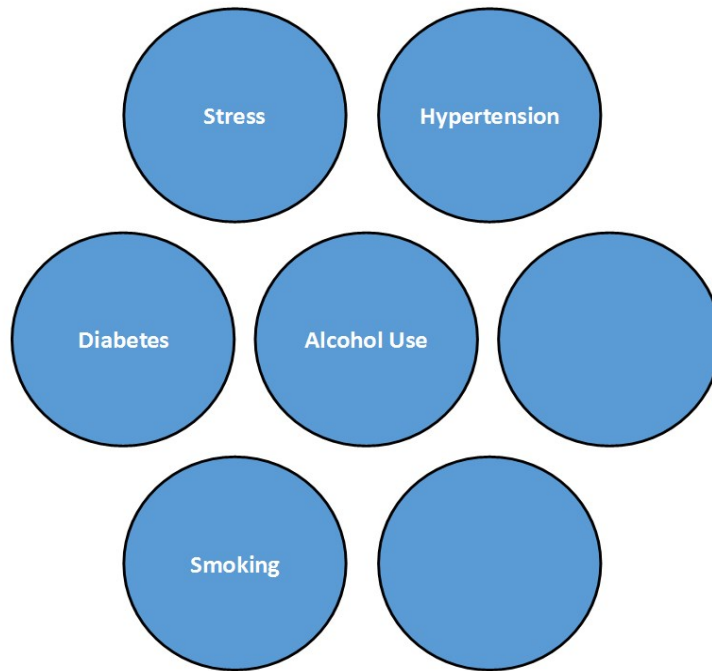 Stress
Hypertension
Diabetes
Alcohol Use
Smoking